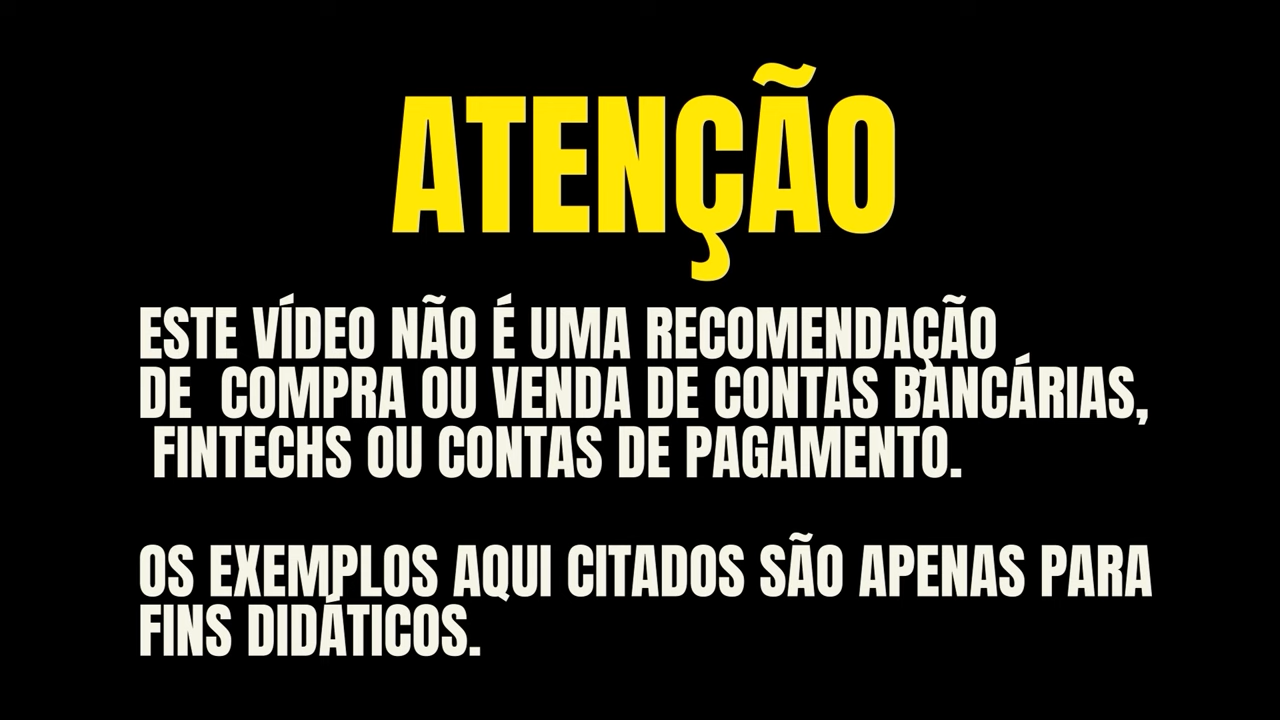 ATENÇÃO
ESTE VÍDEO NÃO É UMA RECOMENDAÇÃO
DE COMPRA OU VENDA DE CONTAS BANCÁRIAS,
FINTECHS OU CONTAS DE PAGAMENTO.
OS EXEMPLOS AQUI CITADOS SÃO APENAS PARA
FINS DIDÁTICOS.